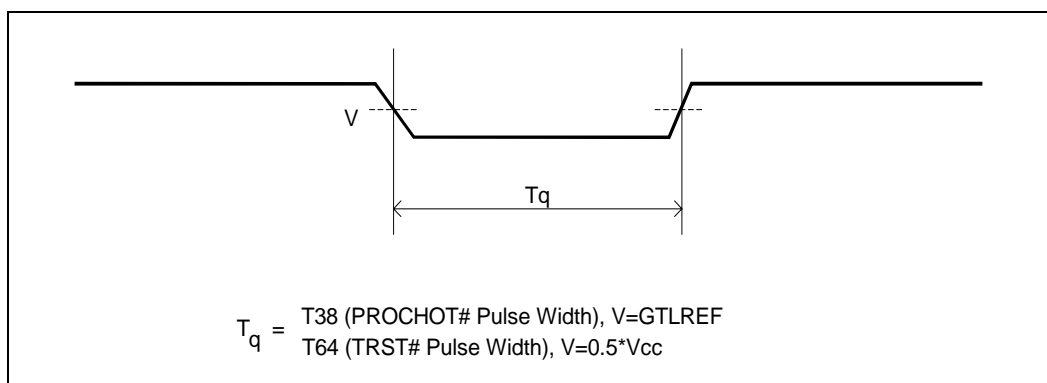 V
Tq
Tq = T38 (PROCHOT# Pulse Width), V=GTLREF
T64 (TRST# Pulse Width), V=0.5*Vcc